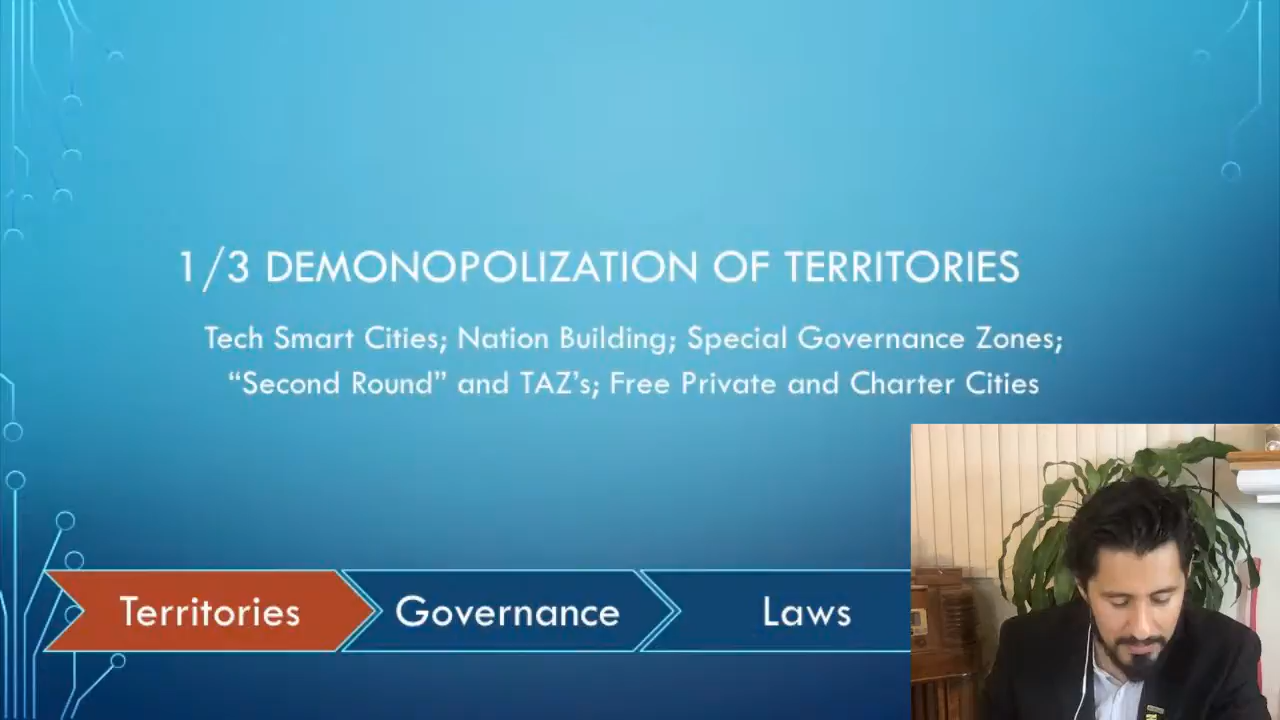 1/3 DEMONOPOLIZATION OF TERRITORIES
Tech Smart Cities; Nation Building; Special Governance Zones;
“Second Round” and TAZ’s; Free Private and Charter Cities
Territories
Governance
Laws